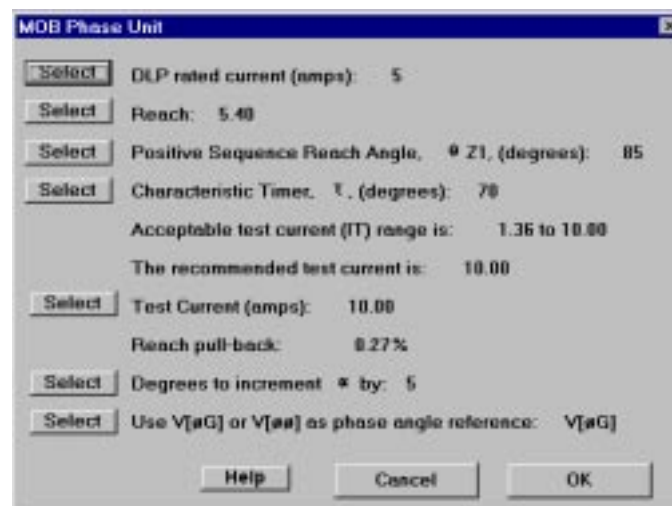 MOB Phase Unit
Select DLP rated current (amps): 5
Select Reach: 5.40
Select Positive Sequence Reach Angle, θ Z1, (degrees): 85
Select Characteristic Timer, τ, (degrees): 70
Acceptable test current (IT) range is: 1.36 to 10.00
The recommended test current is: 10.00
Select Test Current (amps): 10.00
Reach pull-back: 0.27%
Select Degrees to increment by: 5
Select Use V[øG] or V[øø] as phase angle reference: V[øG]
Help Cancel OK